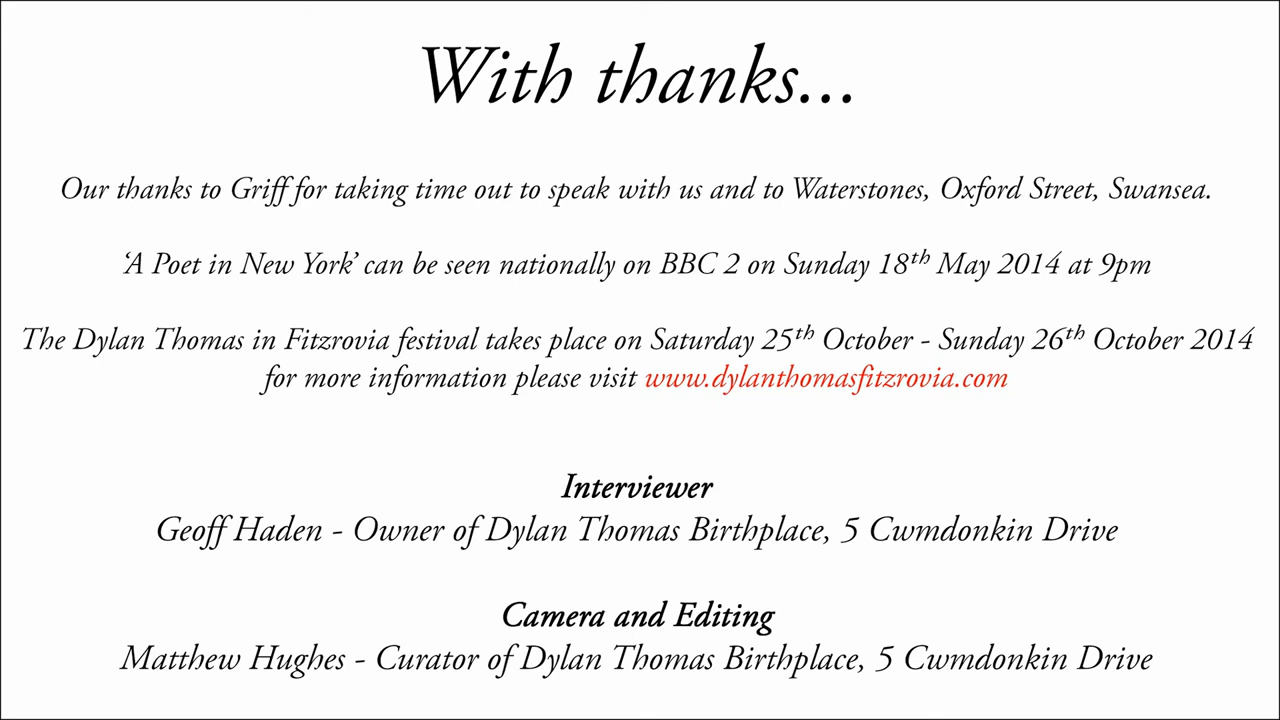 With thanks...
Our thanks to Griff for taking time out to speak with us and to Waterstones, Oxford Street, Swansea.
‘A Poet in New York’ can be seen nationally on BBC 2 on Sunday 18th May 2014 at 9pm
The Dylan Thomas in Fitzrovia festival takes place on Saturday 25th October - Sunday 26th October 2014
for more information please visit www.dylanthomasfitzrovia.com
Interviewer
Geoff Haden - Owner of Dylan Thomas Birthplace, 5 Cwmdonkin Drive
Camera and Editing
Matthew Hughes - Curator of Dylan Thomas Birthplace, 5 Cwmdonkin Drive